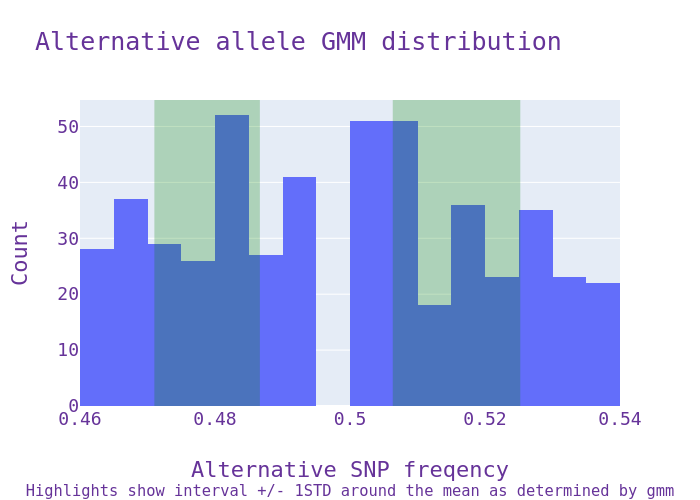 Alternative allele GMM distribution
50
40
30
20
10
0
Count
0.46 0.48 0.5 0.52 0.54
Alternative SNP freqency
Highlights show interval +/- 1STD around the mean as determined by gmm